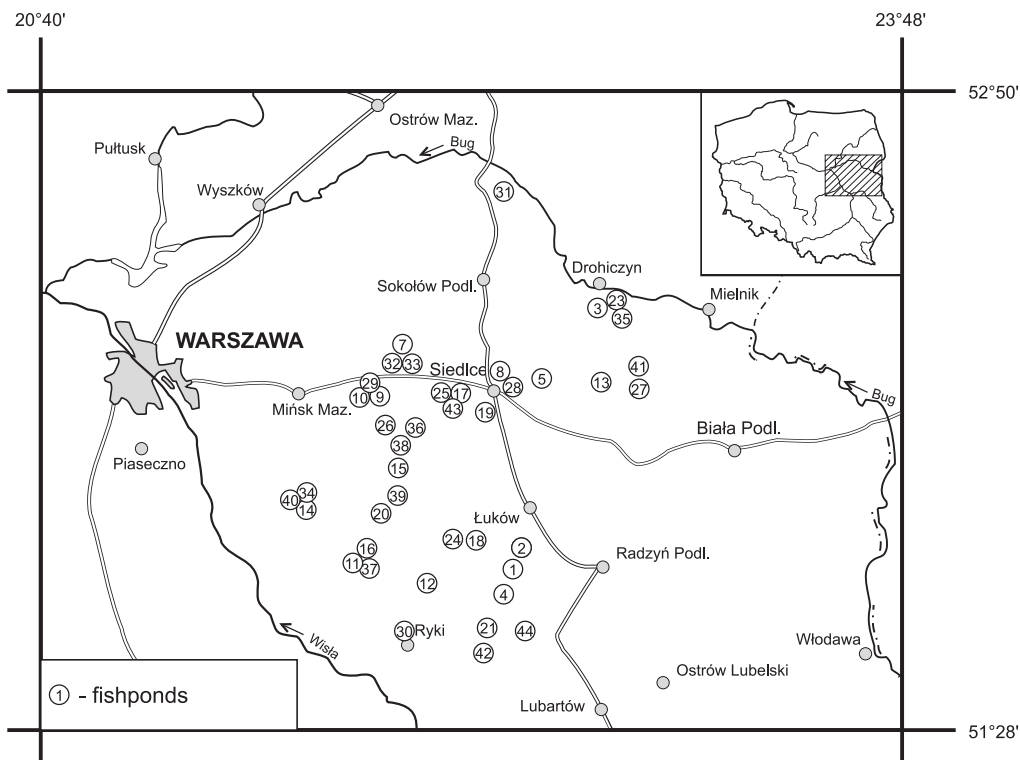 20°40'
23°48'
52°50'
Ostrów Maz.
Bug
Pułtusk
31
Wyszków
Drohiczyn
Sokołów Podl.
23
3
Mielnik
35
WARSZAWA
7
32 33
Siedlce
8
41
29
5
13
28
27
Bug
10 9
25 17
Mińsk Maz.
43
19
26
36
Biała Podl.
38
Piaseczno
15
34
39
40
14
20
Łuków
24 18
2
16
Radzyń Podl.
11
37
1
12
4
30
Ryki
21
44
Wisła
Włodawa
42
Ostrów Lubelski
1 - fishponds
Lubartów
51°28'